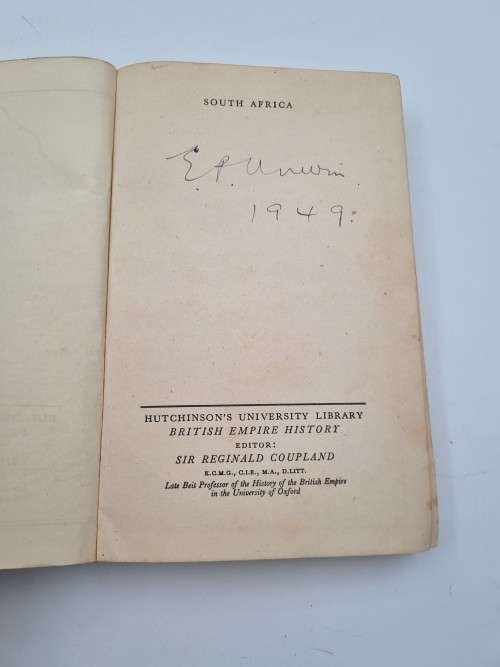 SOUTH AFRICA
E. P. Unwin
1949.
HUTCHINSON'S UNIVERSITY LIBRARY
BRITISH EMPIRE HISTORY
EDITOR:
SIR REGINALD COUPLAND
K.C.M.G., C.I.E., M.A., D.LITT.
Late Beit Professor of the History of the British Empire
in the University of Oxford